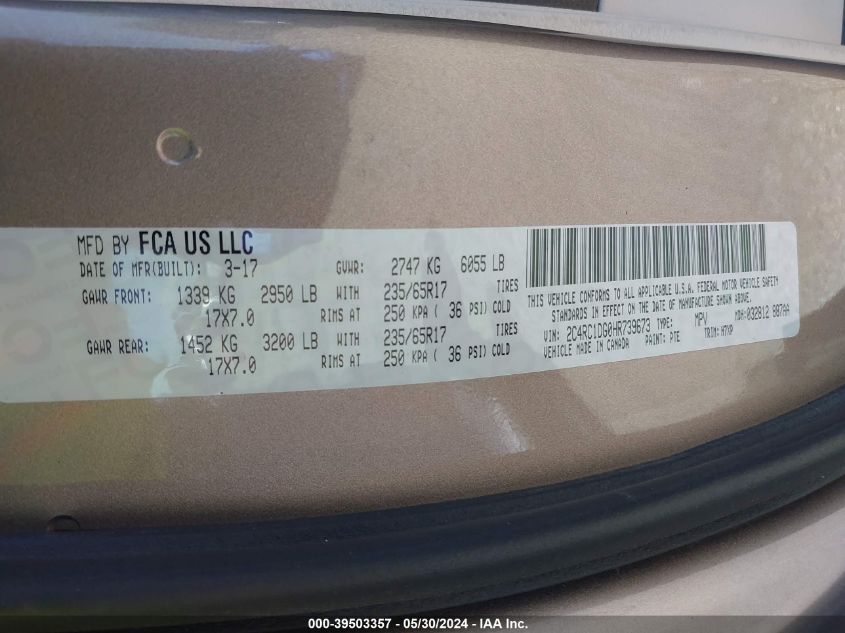 MFD BY FCA US LLC
DATE OF MFR(BUILT): 3-17 GVWR: 2747 KG 6055 LB
GAWR FRONT: 1339 KG 2950 LB WITH 235/65R17 TIRES
17X7.0 RIMS AT 250 KPA ( 36 PSI) COLD
GAWR REAR: 1452 KG 3200 LB WITH 235/65R17 TIRES
17X7.0 RIMS AT 250 KPA ( 36 PSI) COLD
THIS VEHICLE CONFORMS TO ALL APPLICABLE U.S.A. FEDERAL MOTOR VEHICLE SAFETY
STANDARDS IN EFFECT ON THE DATE OF MANUFACTURE SHOWN ABOVE.
VIN: 2C4RC1DG0HR739673 TYPE: MPV MDH: 032812
VEHICLE MADE IN CANADA PAINT: PTE TRIM:
000-39503357 - 05/30/2024 - IAA Inc.